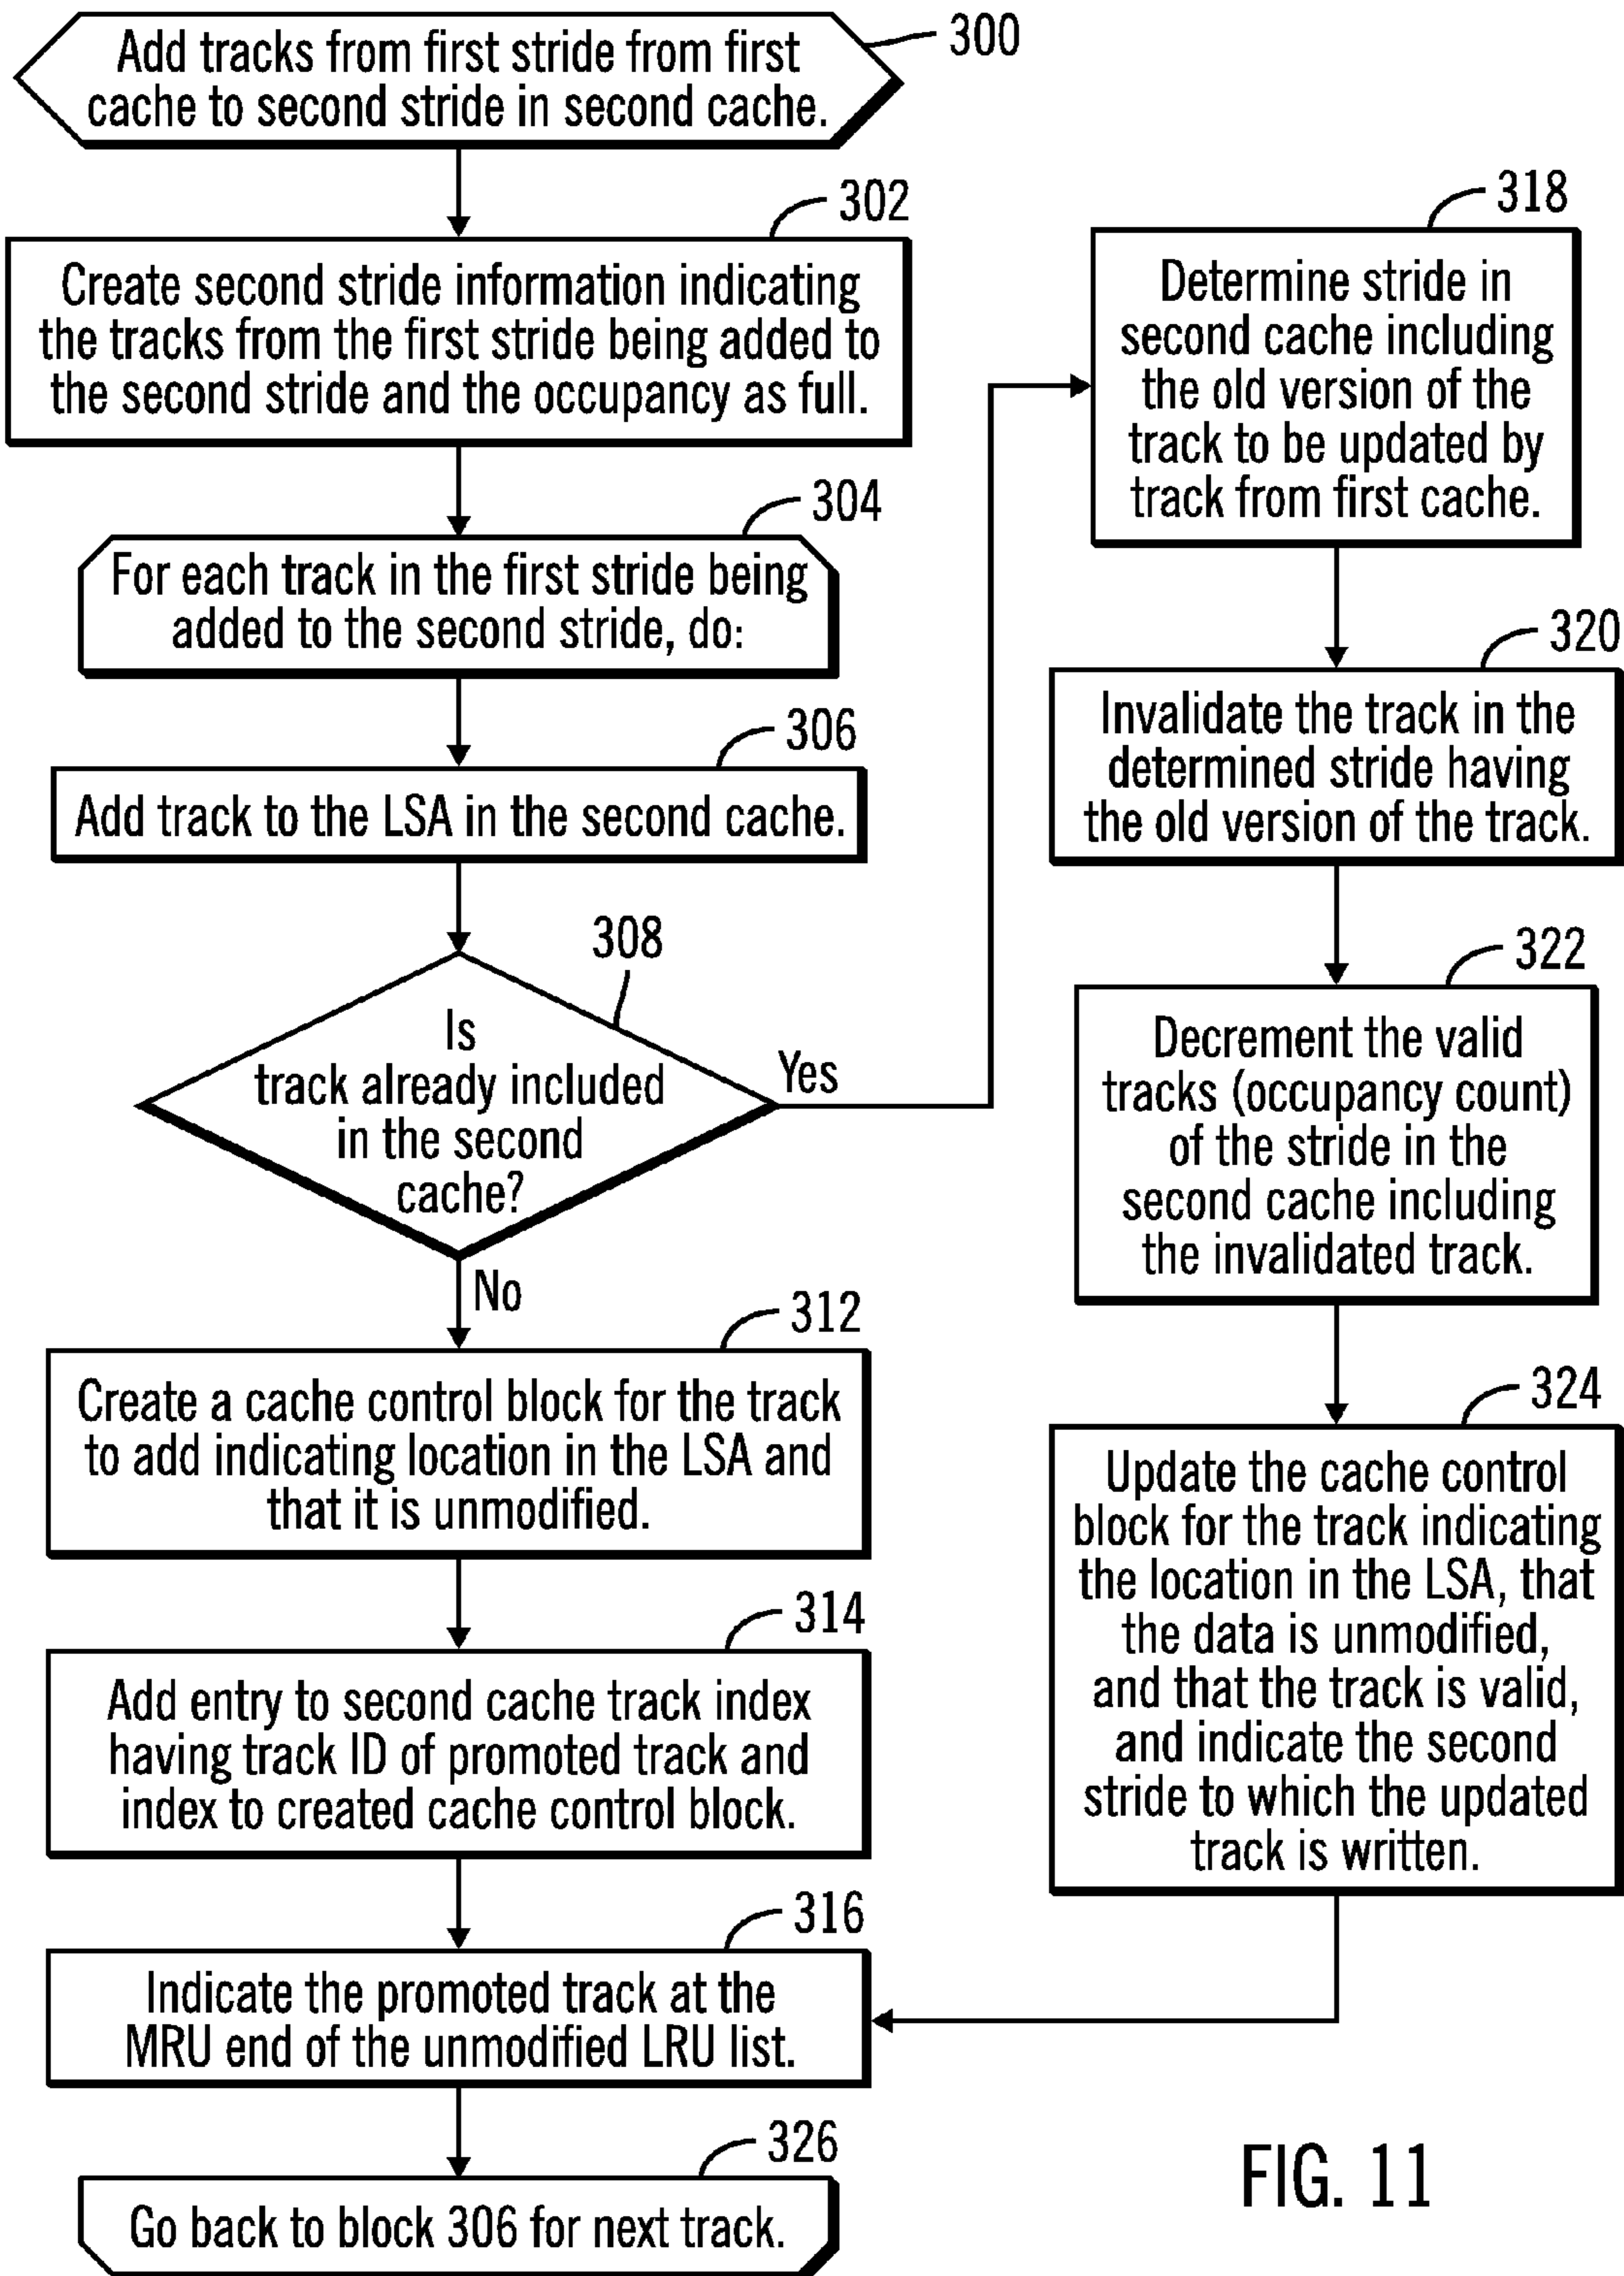 300
Add tracks from first stride from first
cache to second stride in second cache.
302
Create second stride information indicating
the tracks from the first stride being added to
the second stride and the occupancy as full.
304
For each track in the first stride being
added to the second stride, do:
306
Add track to the LSA in the second cache.
308
Is
track already included
in the second
cache?
Yes
No
312
Create a cache control block for the track
to add indicating location in the LSA and
that it is unmodified.
314
Add entry to second cache track index
having track ID of promoted track and
index to created cache control block.
316
Indicate the promoted track at the
MRU end of the unmodified LRU list.
326
Go back to block 306 for next track.
318
Determine stride in
second cache including
the old version of the
track to be updated by
track from first cache.
320
Invalidate the track in the
determined stride having
the old version of the track.
322
Decrement the valid
tracks (occupancy count)
of the stride in the
second cache including
the invalidated track.
324
Update the cache control
block for the track indicating
the location in the LSA, that
the data is unmodified,
and that the track is valid,
and indicate the second
stride to which the updated
track is written.
FIG. 11